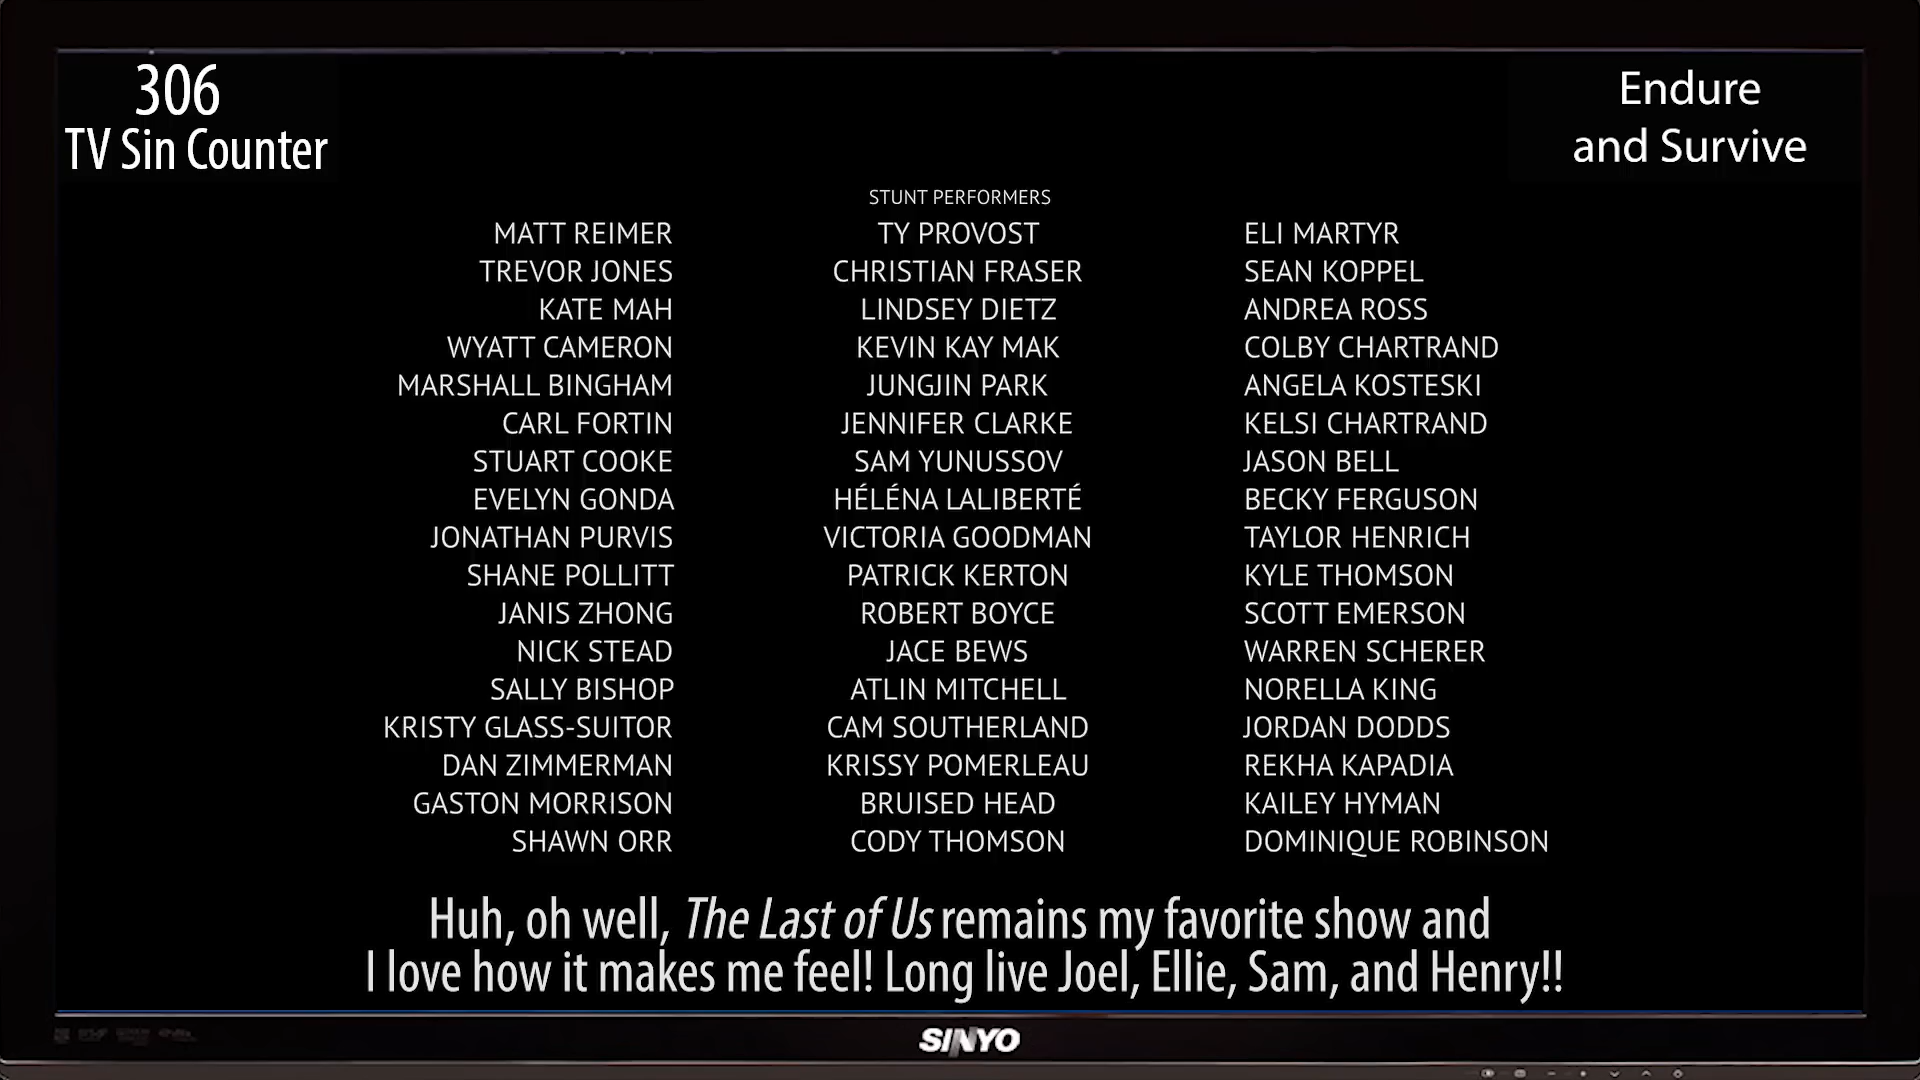 306
TV Sin Counter
Endure
and Survive
STUNT PERFORMERS
MATT REIMER TY PROVOST ELI MARTYR
TREVOR JONES CHRISTIAN FRASER SEAN KOPPEL
KATE MAH LINDSEY DIETZ ANDREA ROSS
WYATT CAMERON KEVIN KAY MAK COLBY CHARTRAND
MARSHALL BINGHAM JUNGJIN PARK ANGELA KOSTESKI
CARL FORTIN JENNIFER CLARKE KELSI CHARTRAND
STUART COOKE SAM YUNUSSOV JASON BELL
EVELYN GONDA HÉLÉNA LALIBERTÉ BECKY FERGUSON
JONATHAN PURVIS VICTORIA GOODMAN TAYLOR HENRICH
SHANE POLLITT PATRICK KERTON KYLE THOMSON
JANIS ZHONG ROBERT BOYCE SCOTT EMERSON
NICK STEAD JACE BEWS WARREN SCHERER
SALLY BISHOP ATLIN MITCHELL NORELLA KING
KRISTY GLASS-SUITOR CAM SOUTHERLAND JORDAN DODDS
DAN ZIMMERMAN KRISSY POMERLEAU REKHA KAPADIA
GASTON MORRISON BRUISED HEAD KAILEY HYMAN
SHAWN ORR CODY THOMSON DOMINIQUE ROBINSON
Huh, oh well, The Last of Us remains my favorite show and
I love how it makes me feel! Long live Joel, Ellie, Sam, and Henry!!
SINYO